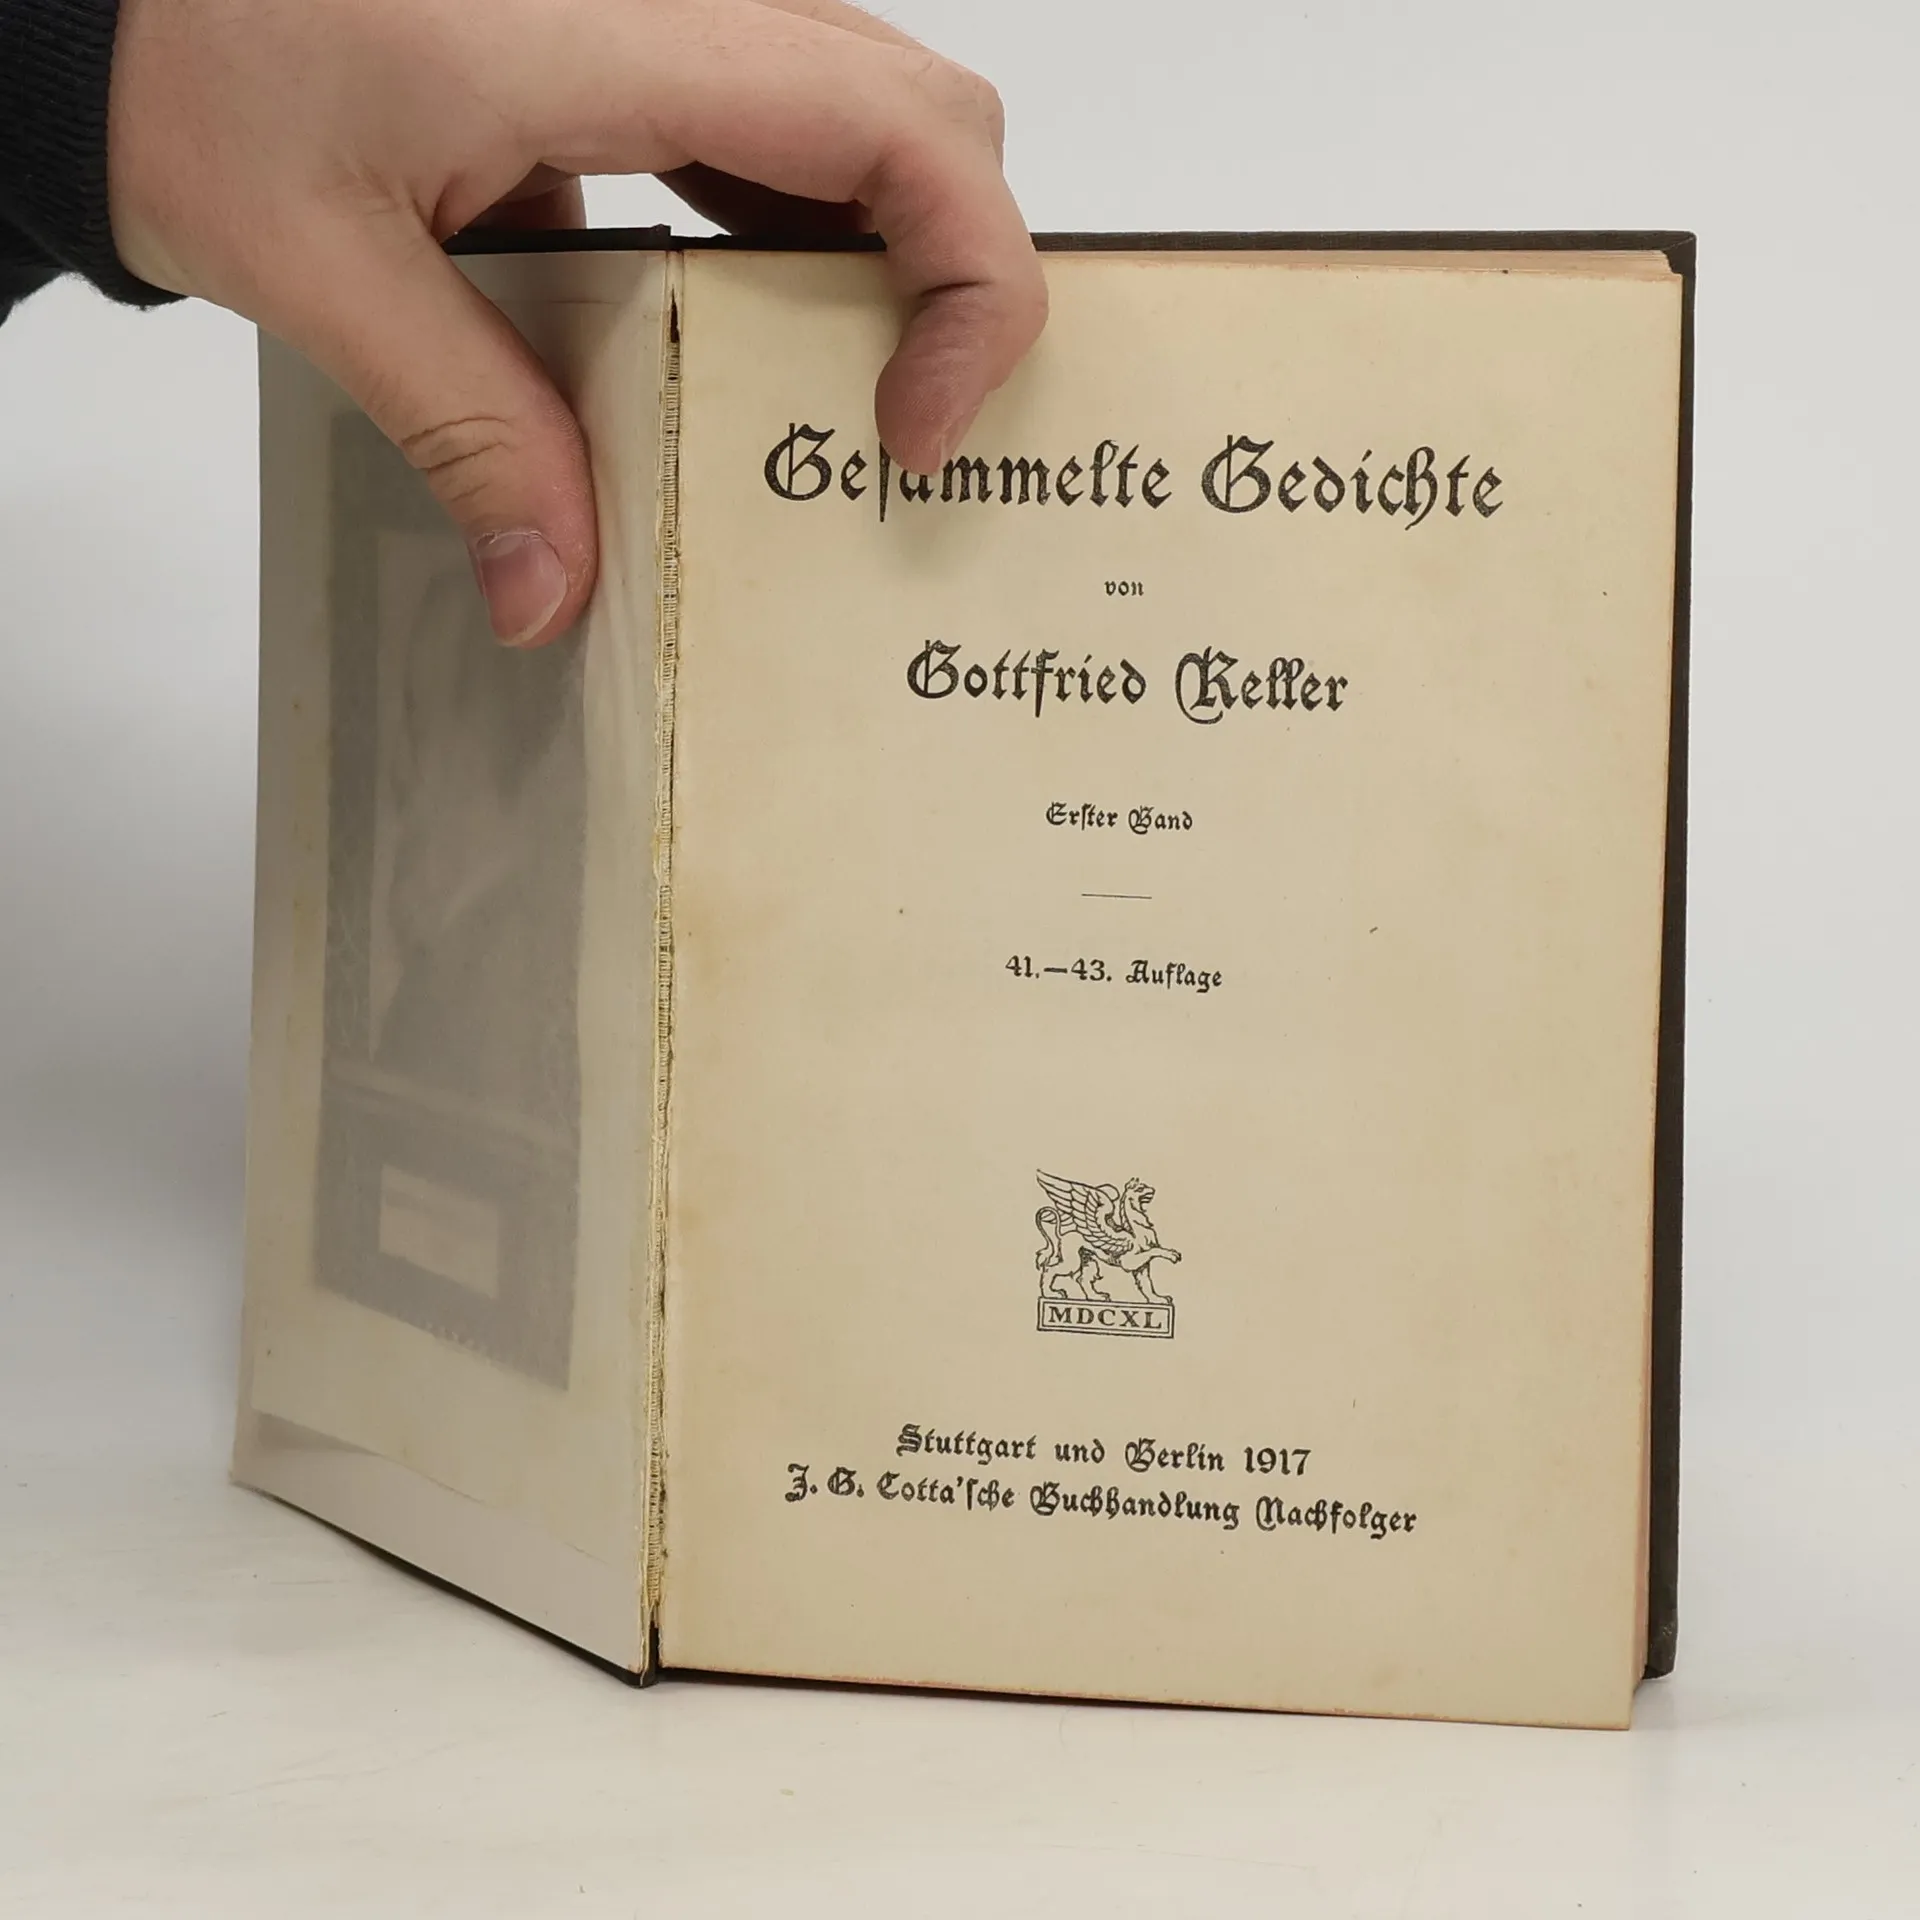 Gesammelte Gedichte
von
Gottfried Keller
Erster Band
41.—43. Auflage
MDCXL
Stuttgart und Berlin 1917
J. G. Cotta'sche Buchhandlung Nachfolger